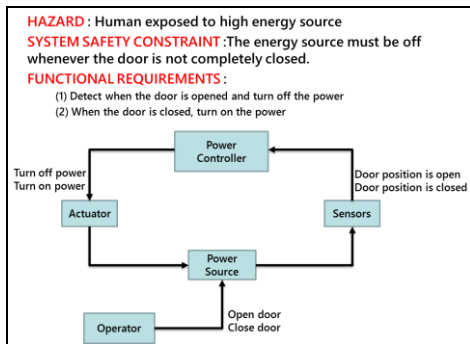 HAZARD : Human exposed to high energy source
SYSTEM SAFETY CONSTRAINT :The energy source must be off
whenever the door is not completely closed.
FUNCTIONAL REQUIREMENTS :
(1) Detect when the door is opened and turn off the power
(2) When the door is closed, turn on the power
Power
Controller
Turn off power
Turn on power
Door position is open
Door position is closed
Actuator
Sensors
Power
Source
Operator
Open door
Close door